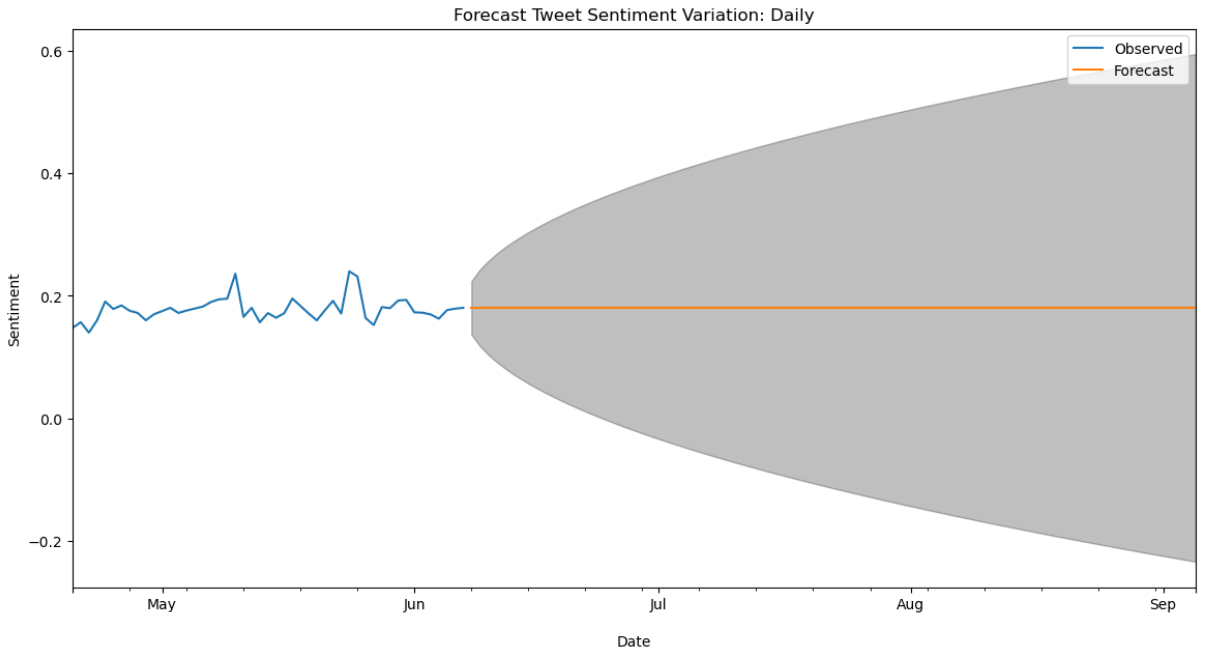 Forecast Tweet Sentiment Variation: Daily
Observed
Forecast
0.6
0.4
0.2
0.0
−0.2
Sentiment
May
Jun
Jul
Aug
Sep
Date